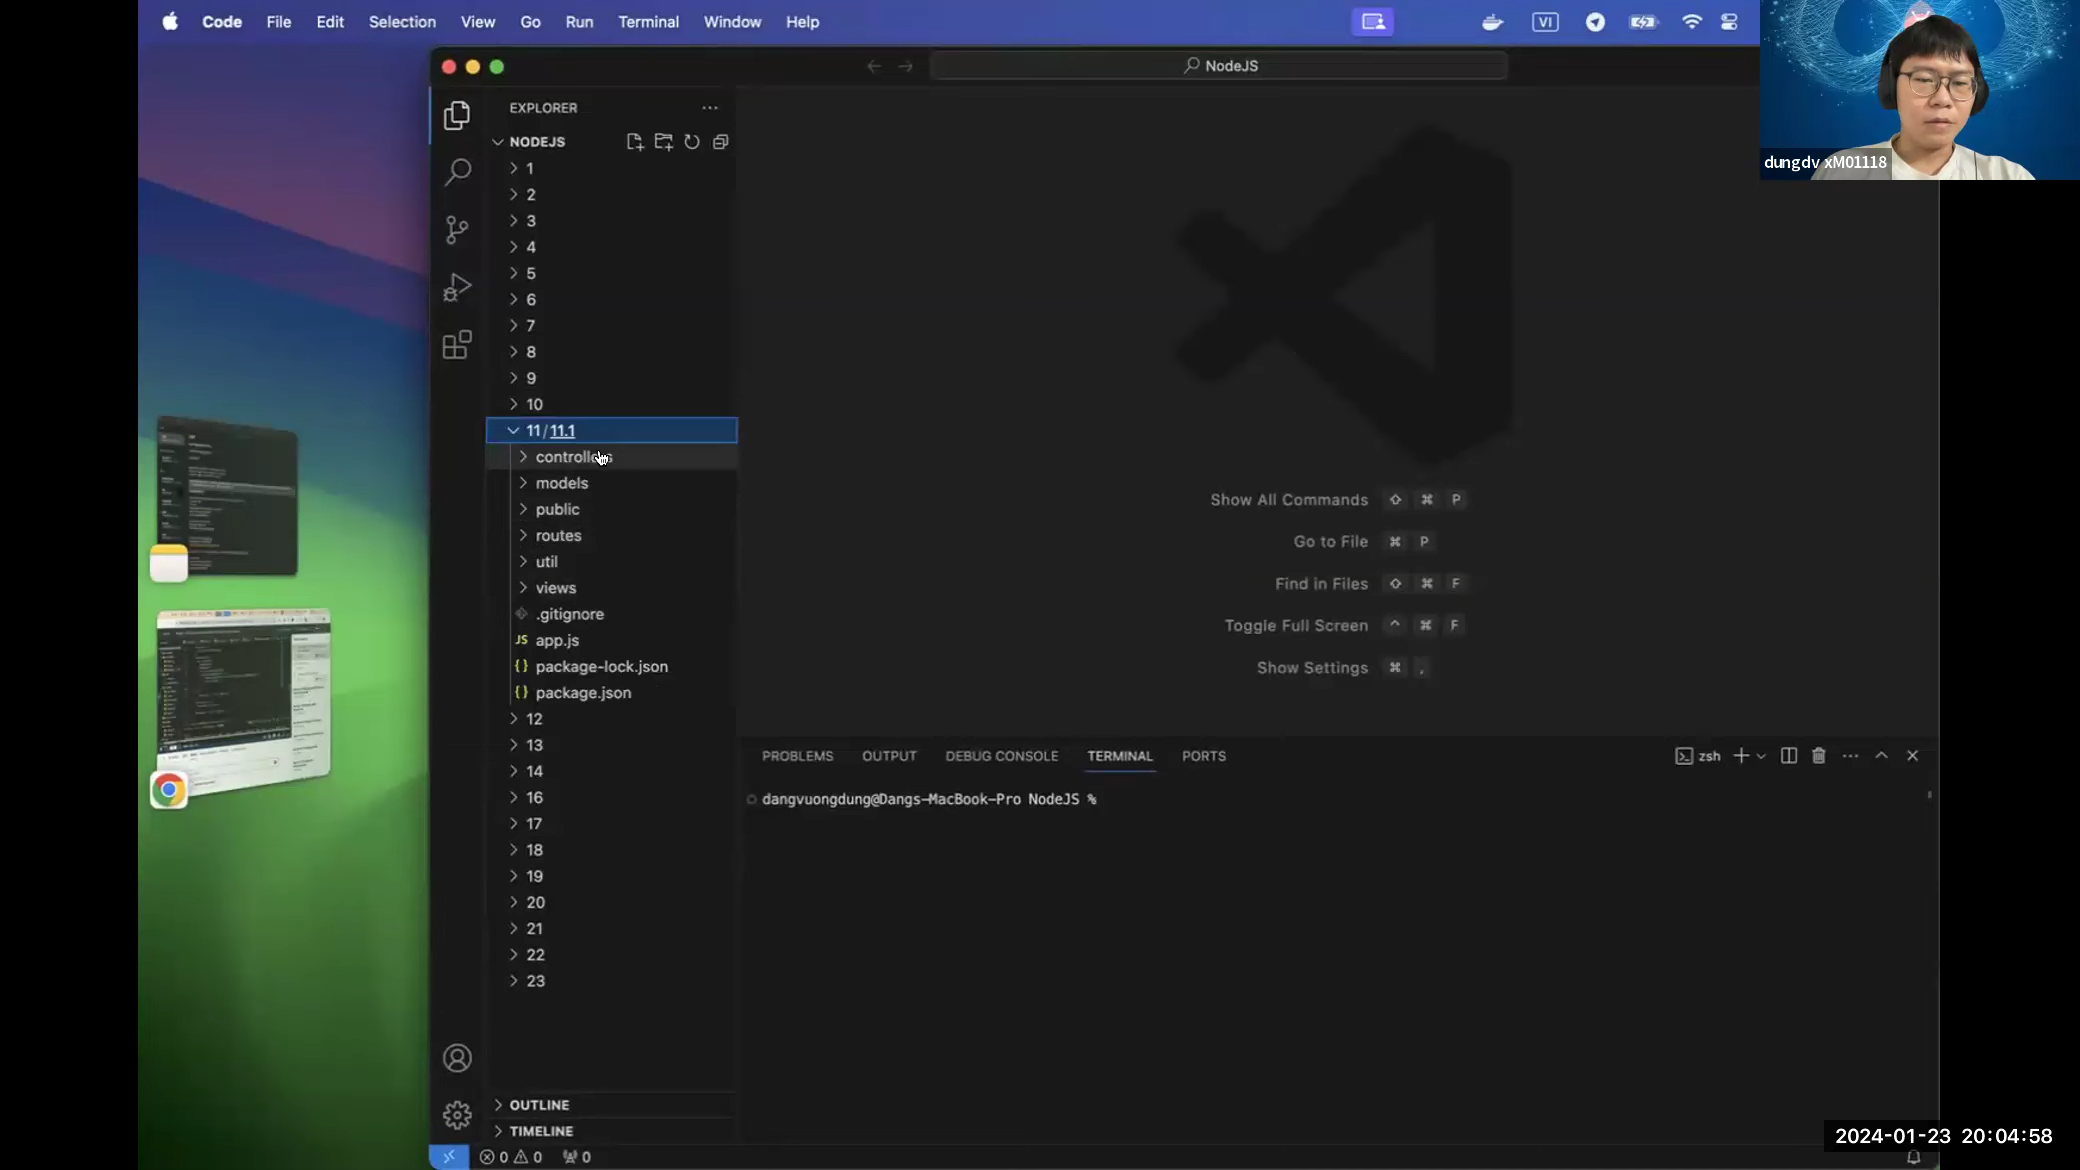 Code File Edit Selection View Go Run Terminal Window Help VI
NodeJS
dungdv xM01118
EXPLORER
NODEJS
1
2
3
4
5
6
7
8
9
10
11/11.1
models
public
routes
util
views
.gitignore
app.js
package-lock.json
package.json
12
13
14
16
17
18
19
20
21
22
23
OUTLINE
TIMELINE
Show All Commands ⇧ ⌘ P
Go to File ⌘ P
Find in Files ⇧ ⌘ F
Toggle Full Screen ^ ⌘ F
Show Settings ⌘ ,
PROBLEMS OUTPUT DEBUG CONSOLE TERMINAL PORTS zsh
dangvuongdung@Dangs-MacBook-Pro NodeJS %
0 0 0
2024-01-23 20:04:58